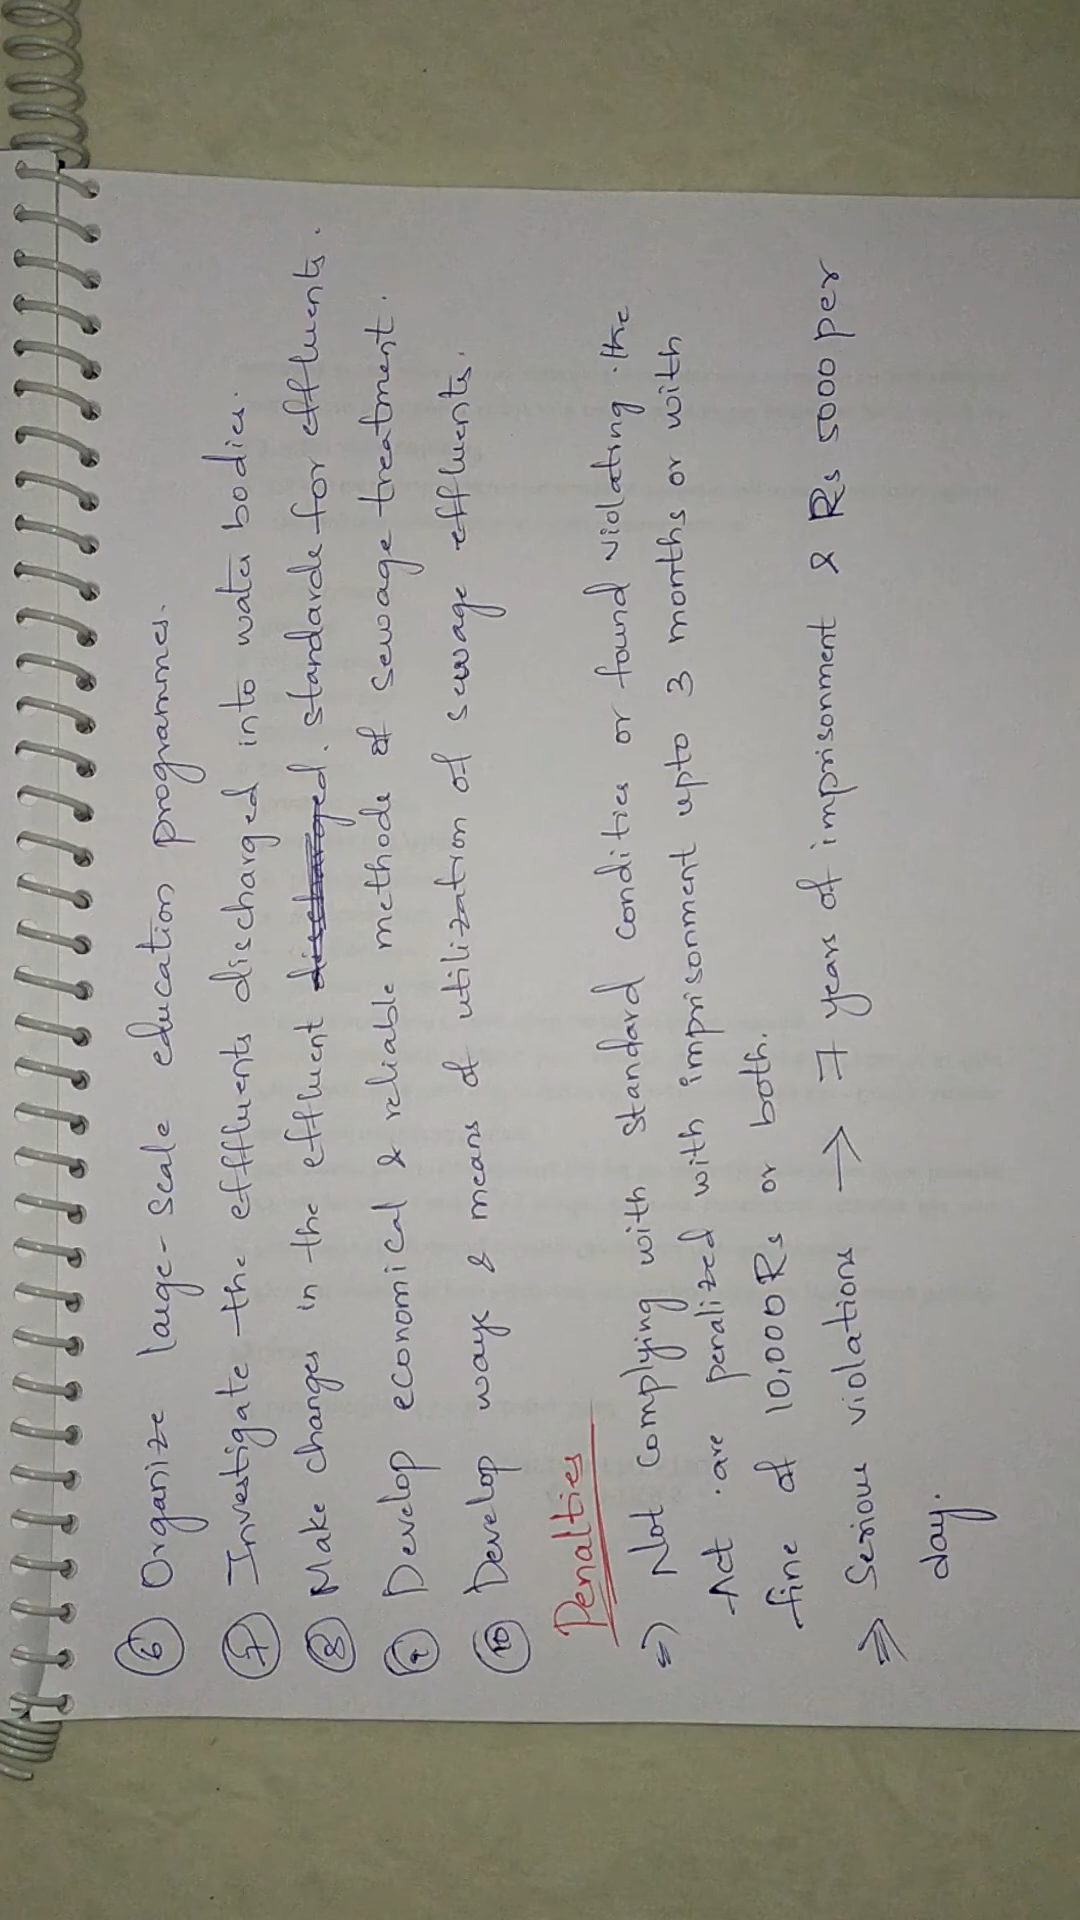 ⑥ Organize large-scale education programmes.
⑦ Investigate the effluents discharged into water bodies.
⑧ Make changes in the effluent discharged. standards for effluents.
⑨ Develop economical & reliable methods of sewage treatment.
⑩ Develop ways & means of utilization of sewage effluents.
Penalties
⇒ Not complying with standard condities or found violating the
Act are penalized with imprisonment upto 3 months or with
fine of 10,000 Rs or both.
⇒ Serious violations → 7 years of imprisonment & Rs 5000 per
day.